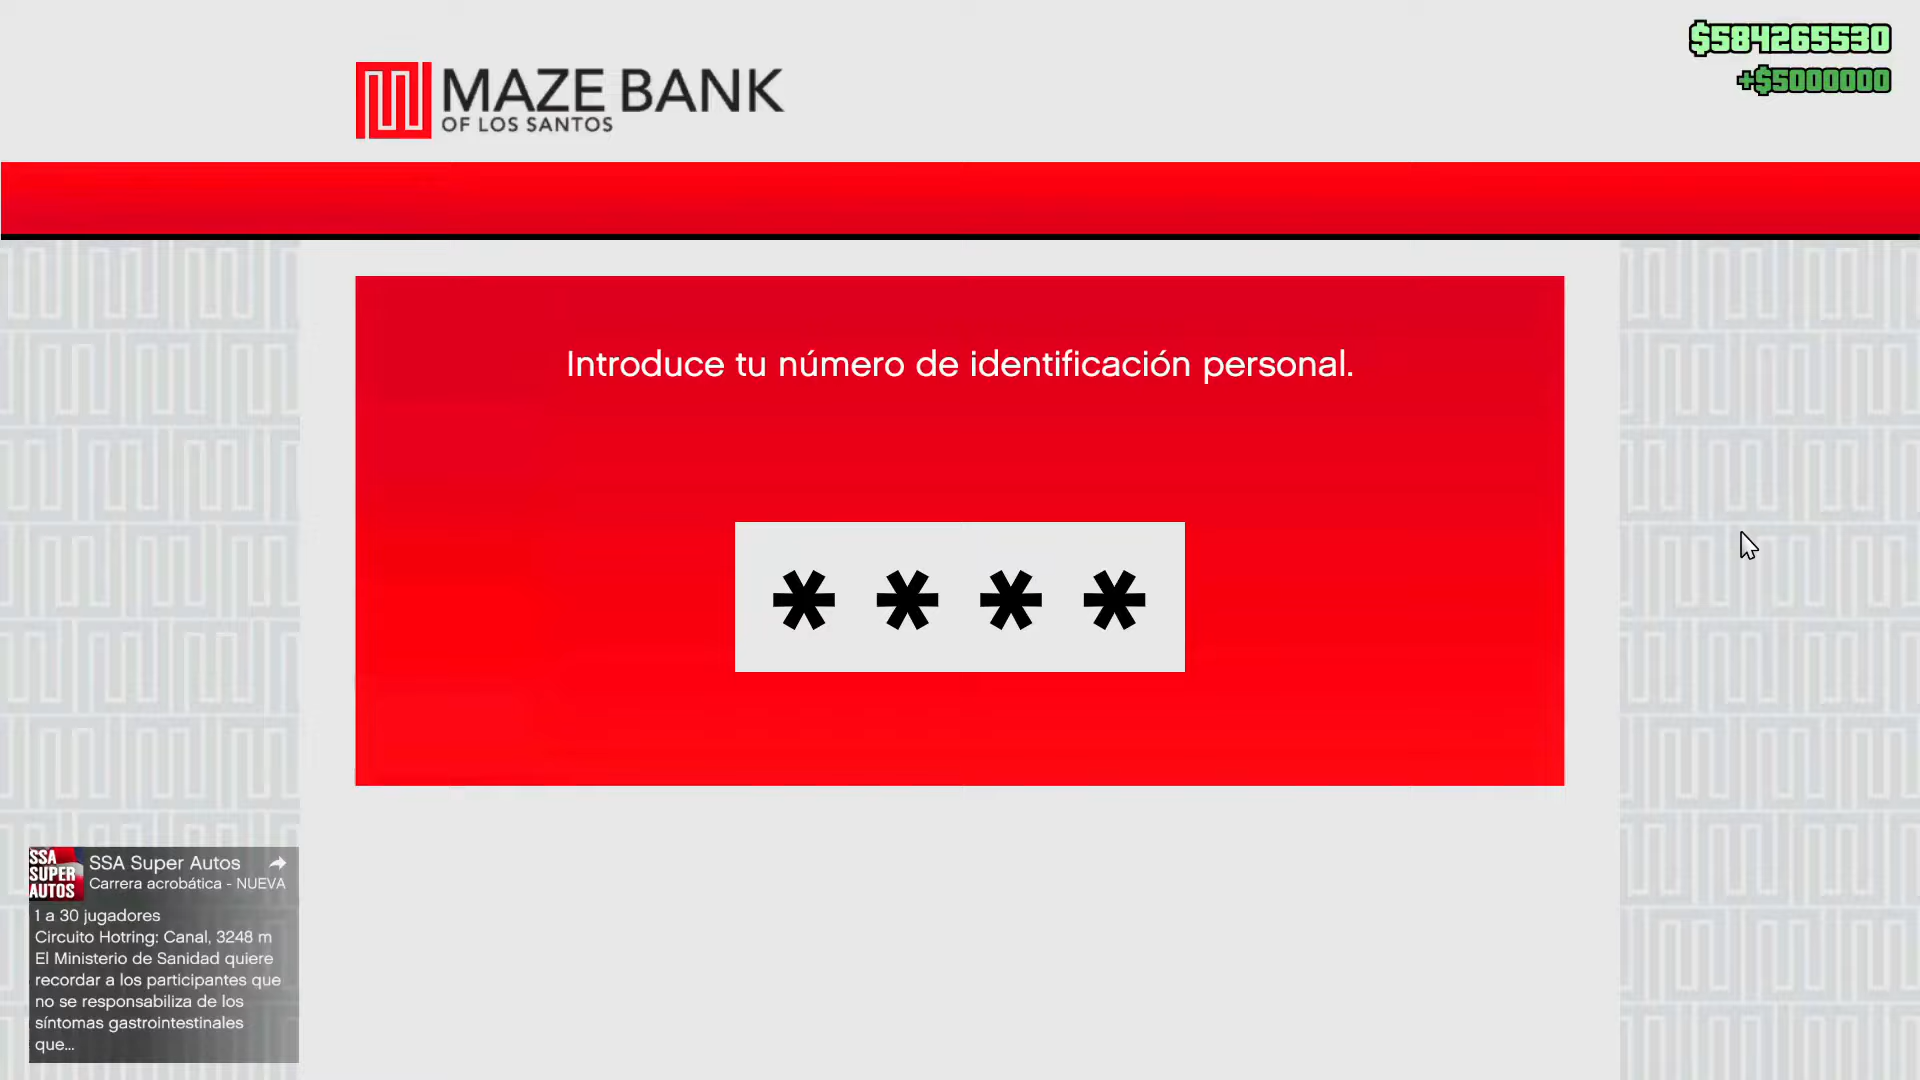 $584265530
+$5000000
MAZE BANK
OF LOS SANTOS
Introduce tu número de identificación personal.
* * * *
SSA
SUPER
AUTOS
SSA Super Autos
Carrera acrobática - NUEVA
1 a 30 jugadores
Circuito Hotring: Canal, 3248 m
El Ministerio de Sanidad quiere
recordar a los participantes que
no se responsabiliza de los
síntomas gastrointestinales
que...